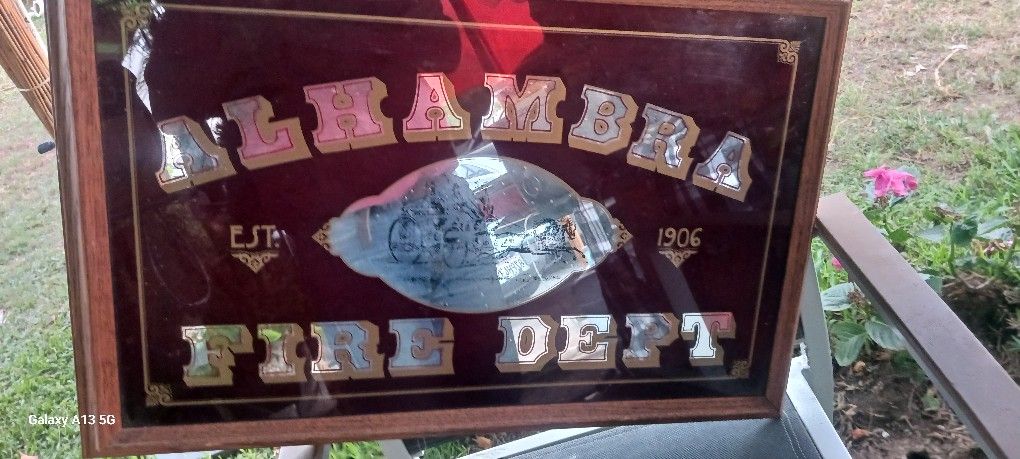 ALHAMBRA
EST. 1906
FIRE DEPT
Galaxy A13 5G